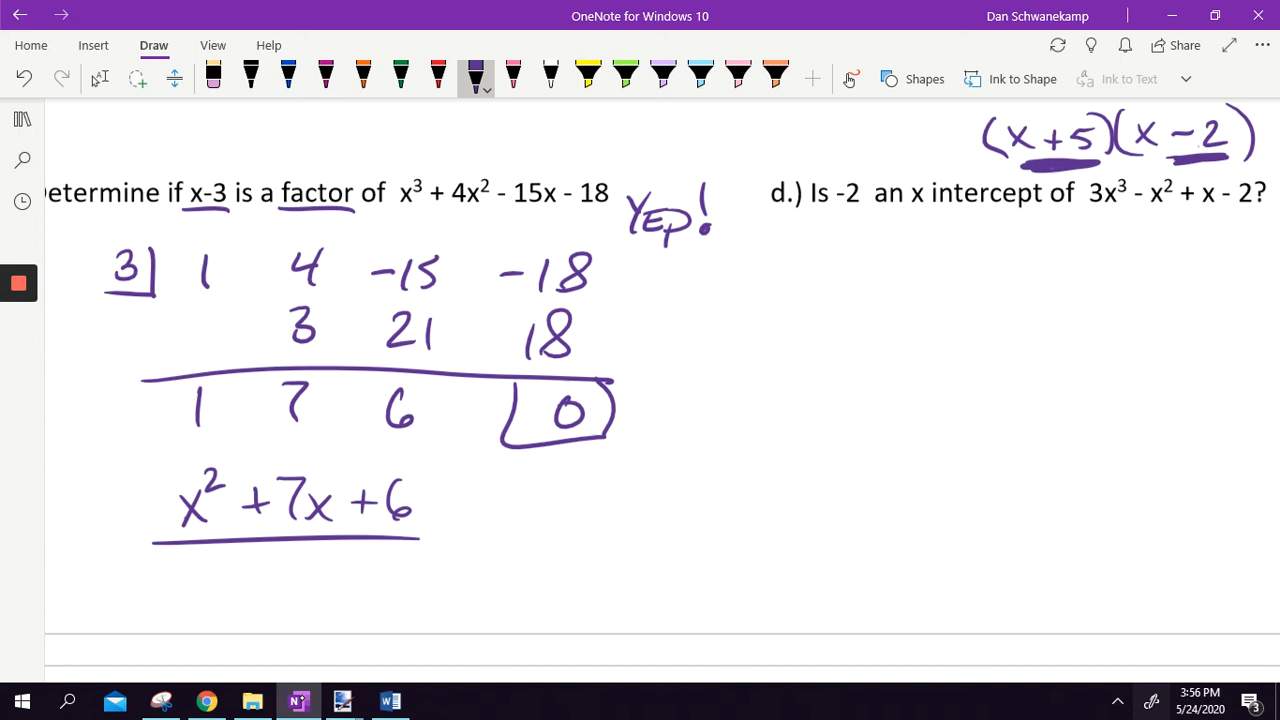 OneNote for Windows 10
Dan Schwanekamp
Home Insert Draw View Help
Share
Shapes Ink to Shape Ink to Text
(x + 5)(x - 2)
etermine if x-3 is a factor of x³ + 4x² - 15x - 18
YEP!
d.) Is -2 an x intercept of 3x³ - x² + x - 2?
3 1 4 -15 -18
3 21 18
1 7 6 0
x² + 7x + 6
3:56 PM
5/24/2020
3